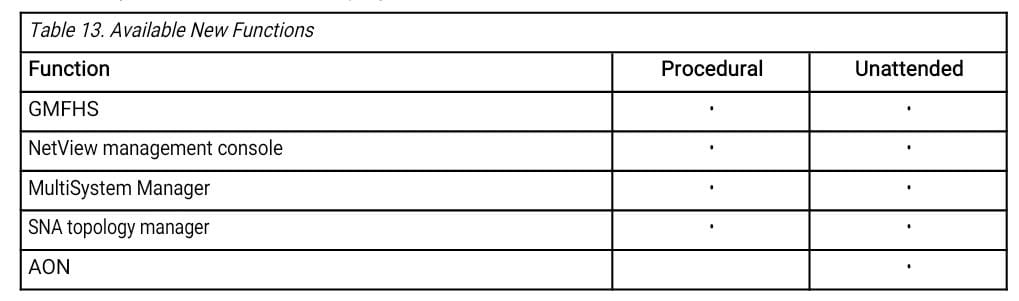 Table 13. Available New Functions
Function Procedural Unattended
GMFHS · ·
NetView management console · ·
MultiSystem Manager · ·
SNA topology manager · ·
AON ·